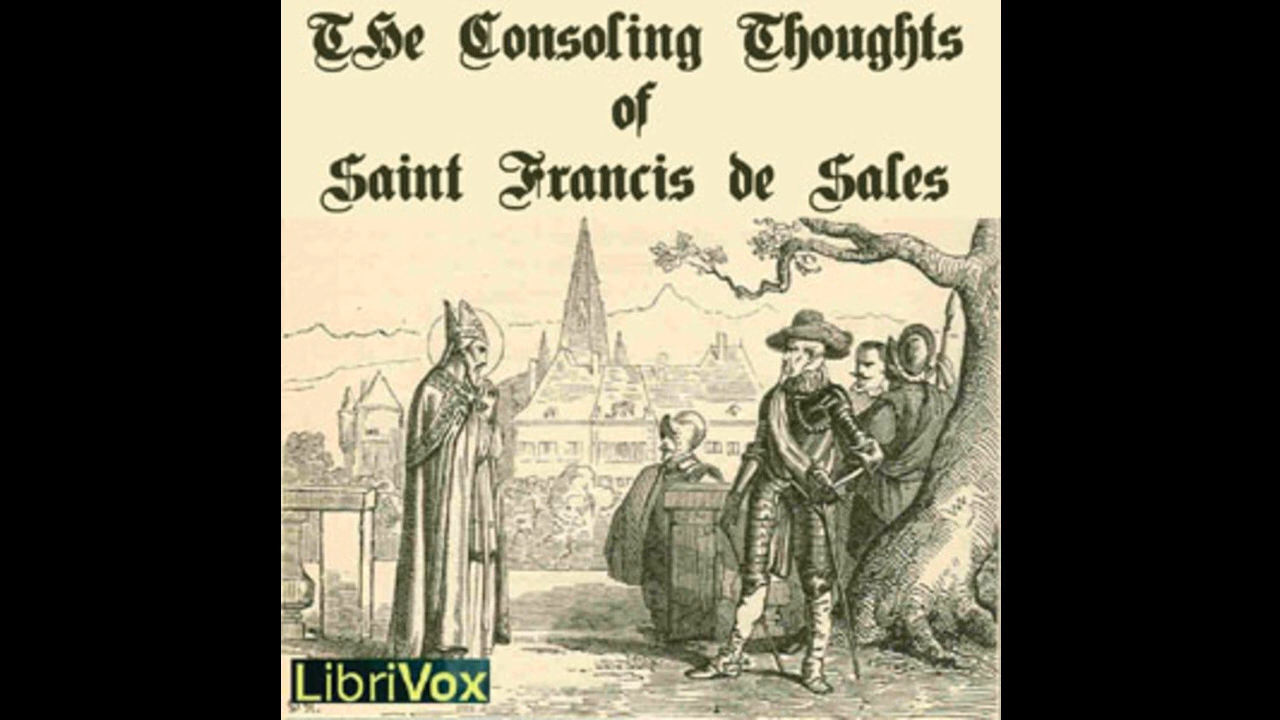 THe Consoling Thoughts
of
Saint Francis de Sales
LibriVox